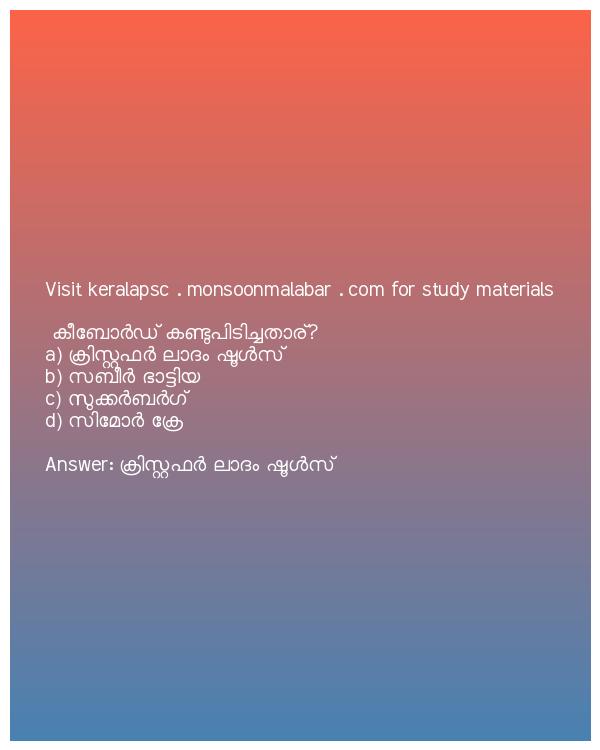 Visit keralapsc . monsoonmalabar . com for study materials
കീബോർഡ് കണ്ടുപിടിച്ചതാര്?
a) ക്രിസ്റ്റഫർ ലാദം ഷൂൾസ്
b) സബീർ ഭാട്ടിയ
c) സുക്കർബർഗ്
d) സിമോർ ക്രേ
Answer: ക്രിസ്റ്റഫർ ലാദം ഷൂൾസ്